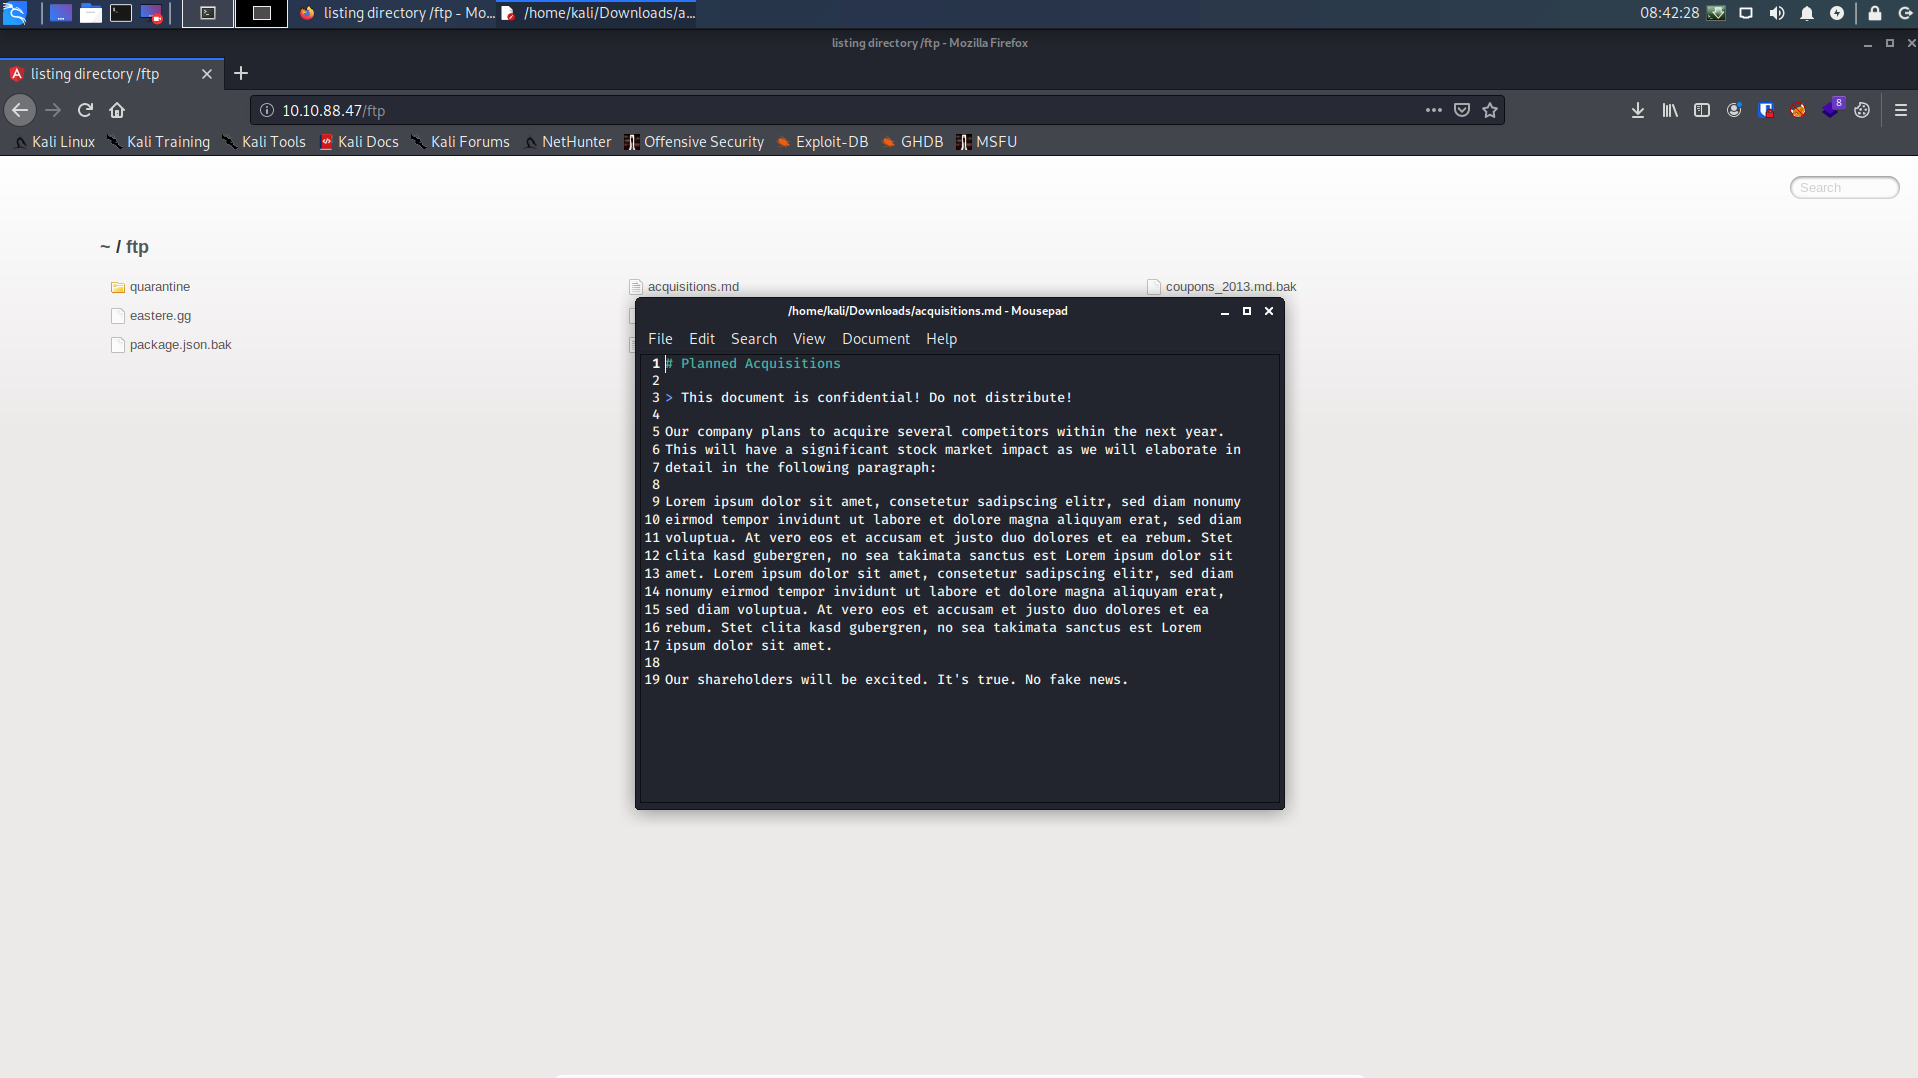 listing directory /ftp - Mo...
/home/kali/Downloads/a...
08:42:28
listing directory /ftp - Mozilla Firefox
listing directory /ftp
10.10.88.47/ftp
8
Kali Linux
Kali Training
Kali Tools
Kali Docs
Kali Forums
NetHunter
Offensive Security
Exploit-DB
GHDB
MSFU
Search
~ / ftp
quarantine
acquisitions.md
coupons_2013.md.bak
eastere.gg
package.json.bak
/home/kali/Downloads/acquisitions.md - Mousepad
File Edit Search View Document Help
1 # Planned Acquisitions
2
3 > This document is confidential! Do not distribute!
4
5 Our company plans to acquire several competitors within the next year.
6 This will have a significant stock market impact as we will elaborate in
7 detail in the following paragraph:
8
9 Lorem ipsum dolor sit amet, consetetur sadipscing elitr, sed diam nonumy
10 eirmod tempor invidunt ut labore et dolore magna aliquyam erat, sed diam
11 voluptua. At vero eos et accusam et justo duo dolores et ea rebum. Stet
12 clita kasd gubergren, no sea takimata sanctus est Lorem ipsum dolor sit
13 amet. Lorem ipsum dolor sit amet, consetetur sadipscing elitr, sed diam
14 nonumy eirmod tempor invidunt ut labore et dolore magna aliquyam erat,
15 sed diam voluptua. At vero eos et accusam et justo duo dolores et ea
16 rebum. Stet clita kasd gubergren, no sea takimata sanctus est Lorem
17 ipsum dolor sit amet.
18
19 Our shareholders will be excited. It's true. No fake news.